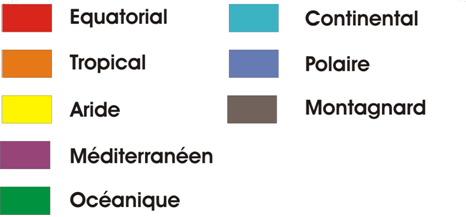 Equatorial
Tropical
Aride
Méditerranéen
Océanique
Continental
Polaire
Montagnard